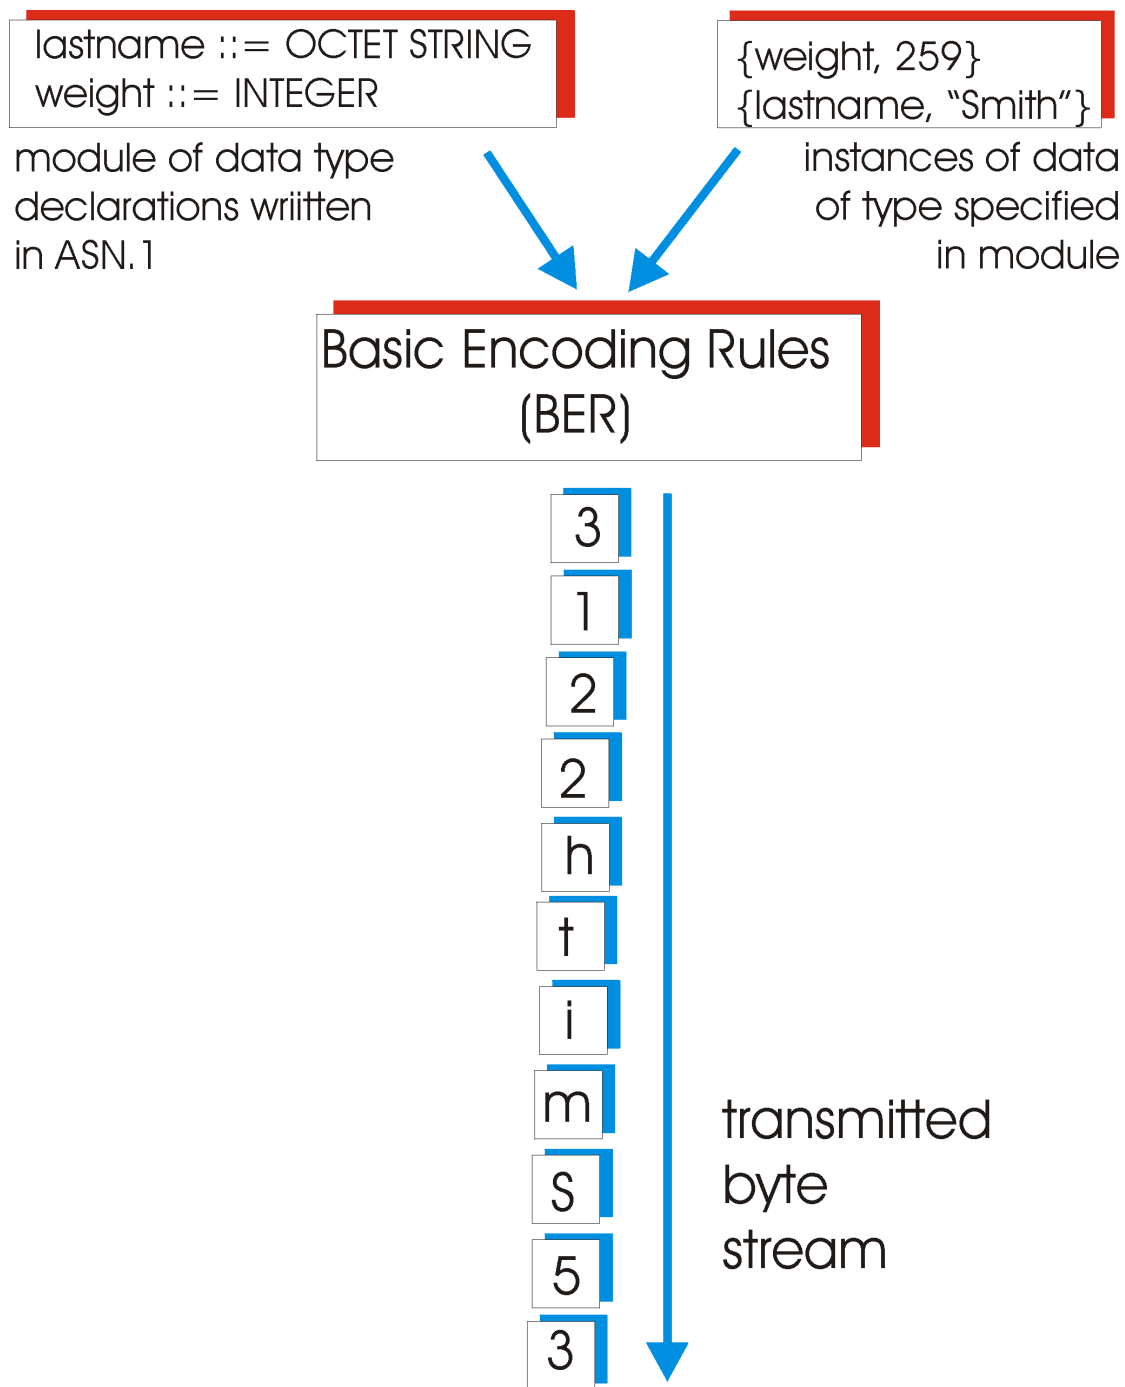 lastname ::= OCTET STRING
weight ::= INTEGER
{weight, 259}
{lastname, “Smith”}
module of data type
declarations wriitten
in ASN.1
instances of data
of type specified
in module
Basic Encoding Rules
(BER)
3
1
2
2
h
t
i
m
S
5
3
transmitted
byte
stream